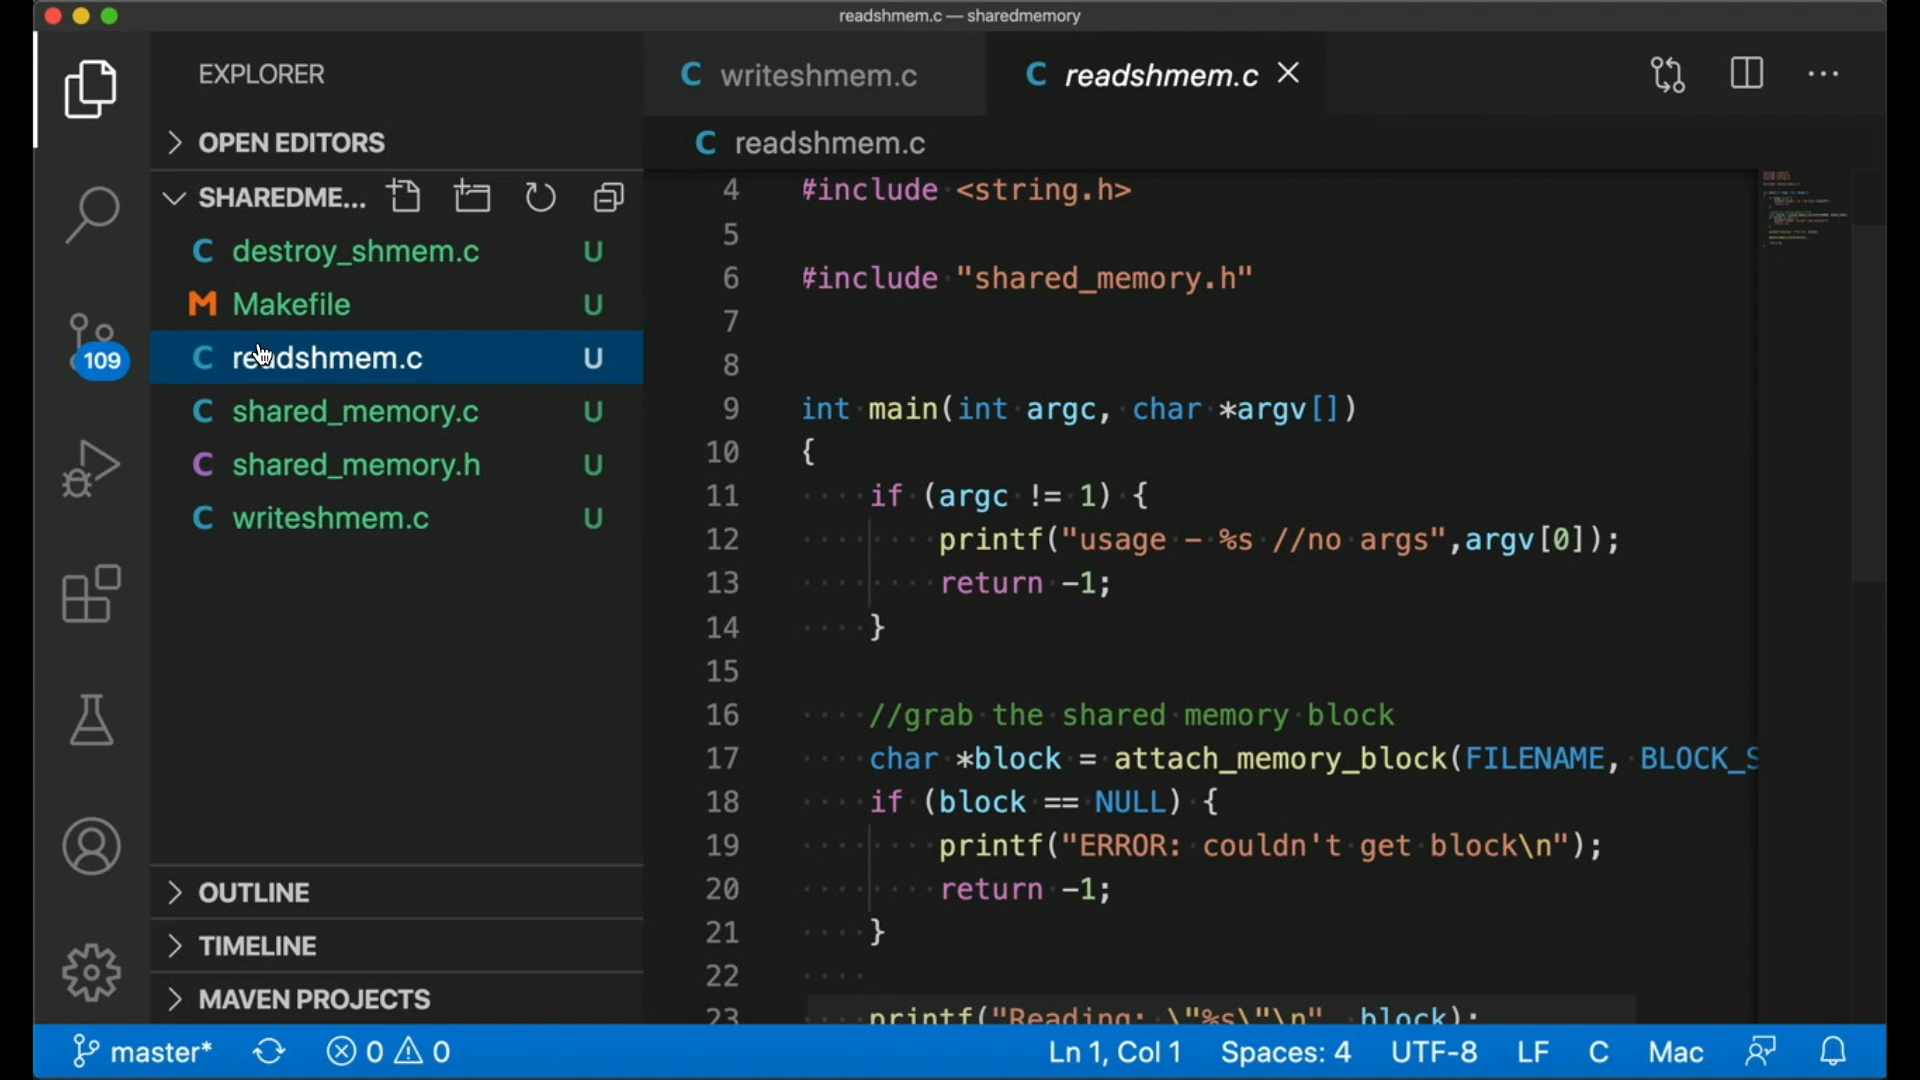 readshmem.c — sharedmemory
EXPLORER
OPEN EDITORS
SHAREDME...
C destroy_shmem.c U
M Makefile U
C readshmem.c U
C shared_memory.c U
C shared_memory.h U
C writeshmem.c U
109
OUTLINE
TIMELINE
MAVEN PROJECTS
C writeshmem.c
C readshmem.c
C readshmem.c
4 #include <string.h>
5
6 #include "shared_memory.h"
7
8
9 int main(int argc, char *argv[])
10 {
11 if (argc != 1) {
12 printf("usage - %s //no args",argv[0]);
13 return -1;
14 }
15
16 //grab the shared memory block
17 char *block = attach_memory_block(FILENAME, BLOCK_S
18 if (block == NULL) {
19 printf("ERROR: couldn't get block\n");
20 return -1;
21 }
22
23 printf("Reading: \"%s\"\n", block);
master* 0 0 Ln 1, Col 1 Spaces: 4 UTF-8 LF C Mac